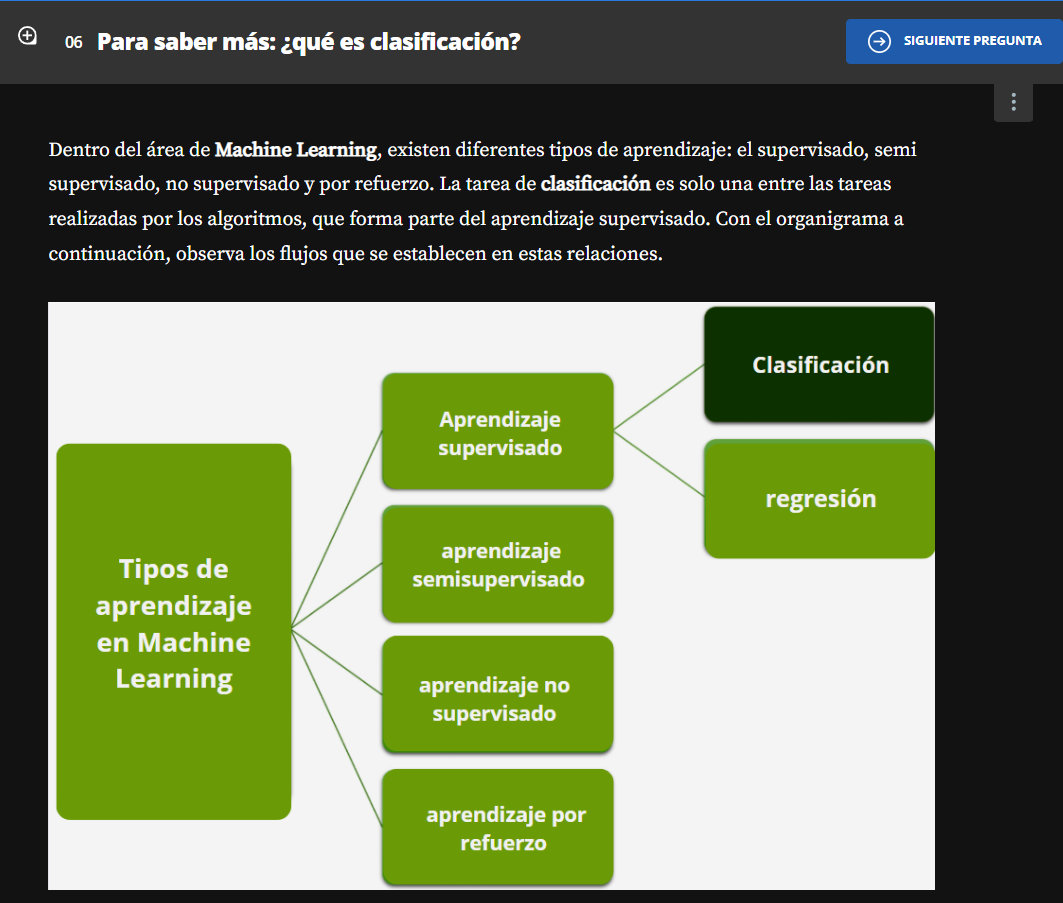 06 Para saber más: ¿qué es clasificación?
SIGUIENTE PREGUNTA
Dentro del área de Machine Learning, existen diferentes tipos de aprendizaje: el supervisado, semi
supervisado, no supervisado y por refuerzo. La tarea de clasificación es solo una entre las tareas
realizadas por los algoritmos, que forma parte del aprendizaje supervisado. Con el organigrama a
continuación, observa los flujos que se establecen en estas relaciones.
Tipos de
aprendizaje
en Machine
Learning
Aprendizaje
supervisado
aprendizaje
semisupervisado
aprendizaje no
supervisado
aprendizaje por
refuerzo
Clasificación
regresión